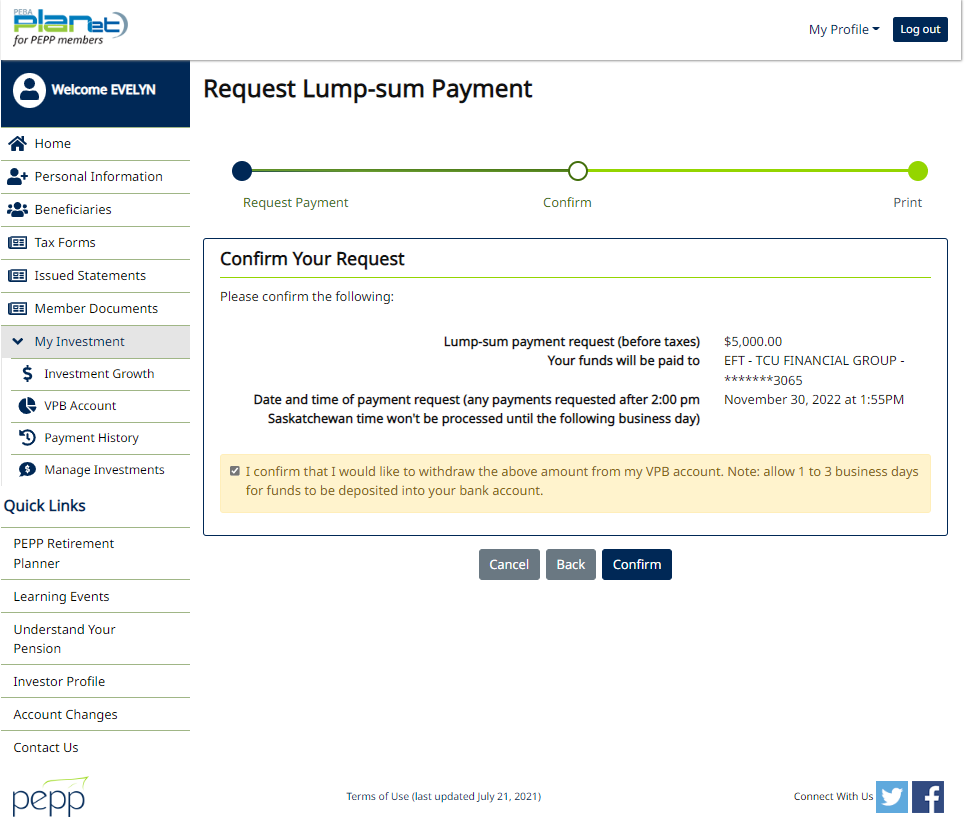 PEBA
planet
for PEPP members
My Profile
Log out
Welcome EVELYN
Request Lump-sum Payment
Home
Personal Information
Beneficiaries
Tax Forms
Issued Statements
Member Documents
My Investment
Investment Growth
VPB Account
Payment History
Manage Investments
Quick Links
PEPP Retirement
Planner
Learning Events
Understand Your
Pension
Investor Profile
Account Changes
Contact Us
Request Payment
Confirm
Print
Confirm Your Request
Please confirm the following:
Lump-sum payment request (before taxes) $5,000.00
Your funds will be paid to EFT - TCU FINANCIAL GROUP -
*******3065
Date and time of payment request (any payments requested after 2:00 pm November 30, 2022 at 1:55PM
Saskatchewan time won't be processed until the following business day)
I confirm that I would like to withdraw the above amount from my VPB account. Note: allow 1 to 3 business days
for funds to be deposited into your bank account.
Cancel
Back
Confirm
pepp
Terms of Use (last updated July 21, 2021)
Connect With Us